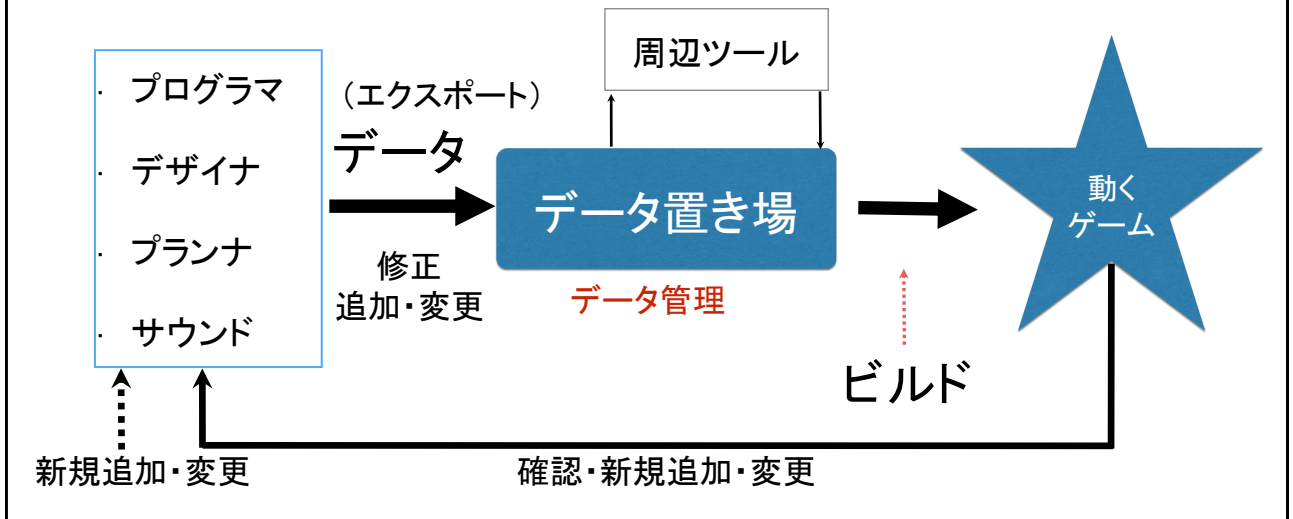 ・ プログラマ
・ デザイナ
・ プランナ
・ サウンド
（エクスポート）
データ
修正
追加・変更
周辺ツール
データ置き場
データ管理
動く
ゲーム
ビルド
新規追加・変更
確認・新規追加・変更